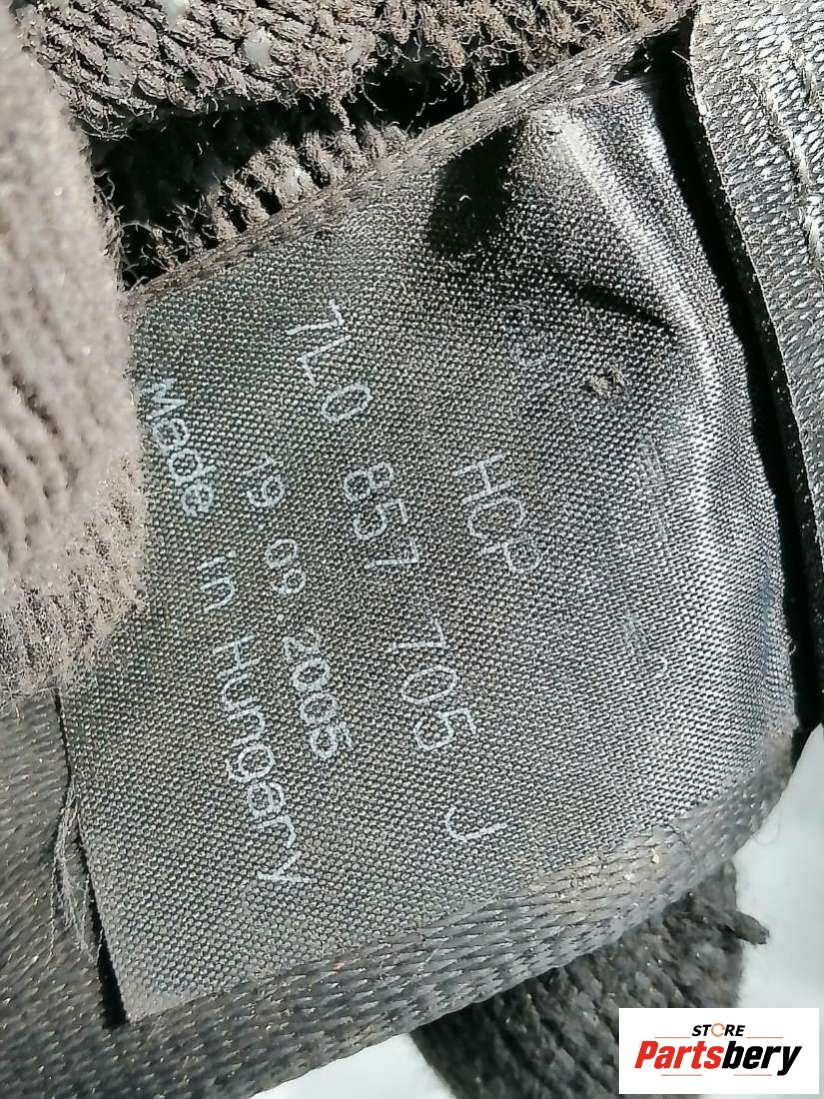 HCP
7L0 857 705 J
19.09.2005
Made in Hungary
STORE
Partsbery